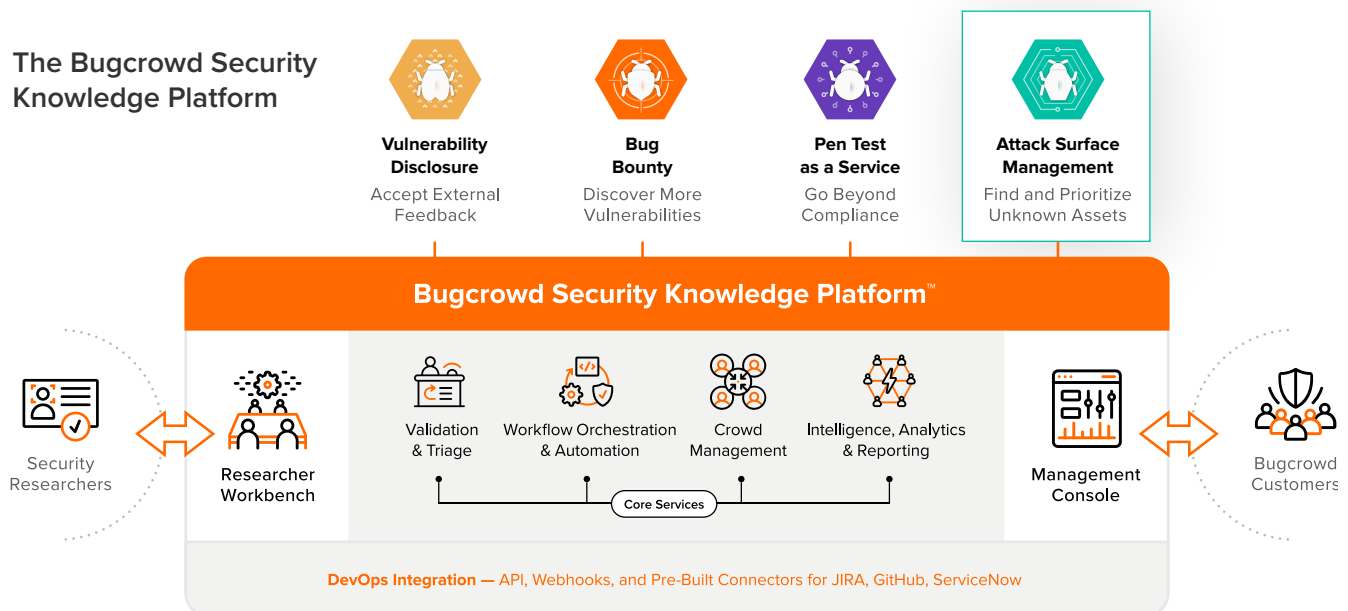 The Bugcrowd Security
Knowledge Platform
Vulnerability
Disclosure
Accept External
Feedback
Bug
Bounty
Discover More
Vulnerabilities
Pen Test
as a Service
Go Beyond
Compliance
Attack Surface
Management
Find and Prioritize
Unknown Assets
Bugcrowd Security Knowledge Platform™
Security
Researchers
Researcher
Workbench
</>
Validation
& Triage
Workflow Orchestration
& Automation
Crowd
Management
Intelligence, Analytics
& Reporting
Core Services
Management
Console
Bugcrowd
Customers
DevOps Integration — API, Webhooks, and Pre-Built Connectors for JIRA, GitHub, ServiceNow